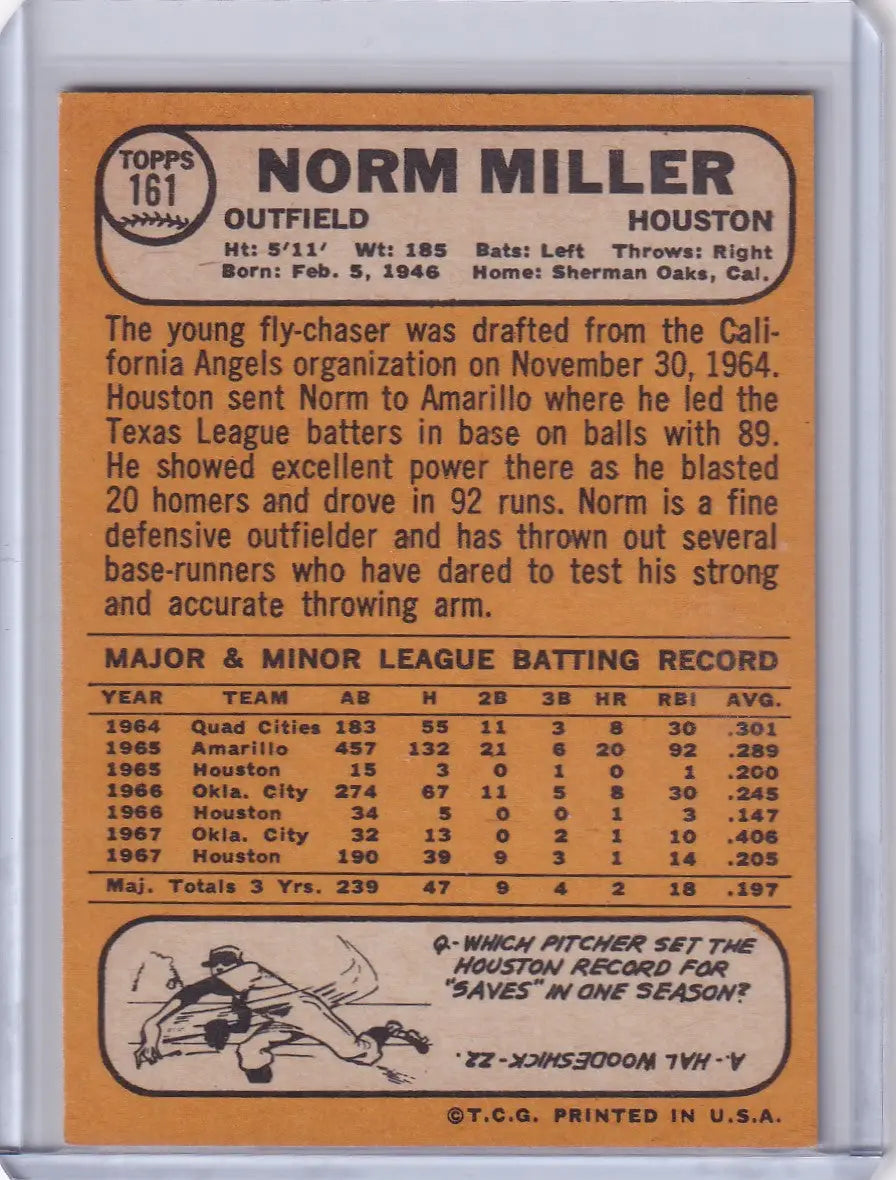 TOPPS
161
NORM MILLER
OUTFIELD HOUSTON
Ht: 5'11' Wt: 185 Bats: Left Throws: Right
Born: Feb. 5, 1946 Home: Sherman Oaks, Cal.
The young fly-chaser was drafted from the Cali-
fornia Angels organization on November 30, 1964.
Houston sent Norm to Amarillo where he led the
Texas League batters in base on balls with 89.
He showed excellent power there as he blasted
20 homers and drove in 92 runs. Norm is a fine
defensive outfielder and has thrown out several
base-runners who have dared to test his strong
and accurate throwing arm.
MAJOR & MINOR LEAGUE BATTING RECORD
YEAR TEAM AB H 2B 3B HR RBI AVG.
1964 Quad Cities 183 55 11 3 8 30 .301
1965 Amarillo 457 132 21 6 20 92 .289
1965 Houston 15 3 0 1 0 1 .200
1966 Okla. City 274 67 11 5 8 30 .245
1966 Houston 34 5 0 0 1 3 .147
1967 Okla. City 32 13 0 2 1 10 .406
1967 Houston 190 39 9 3 1 14 .205
Maj. Totals 3 Yrs. 239 47 9 4 2 18 .197
Q-WHICH PITCHER SET THE
HOUSTON RECORD FOR
"SAVES" IN ONE SEASON?
A-HAL WOODESHICK-22.
©T.C.G. PRINTED IN U.S.A.